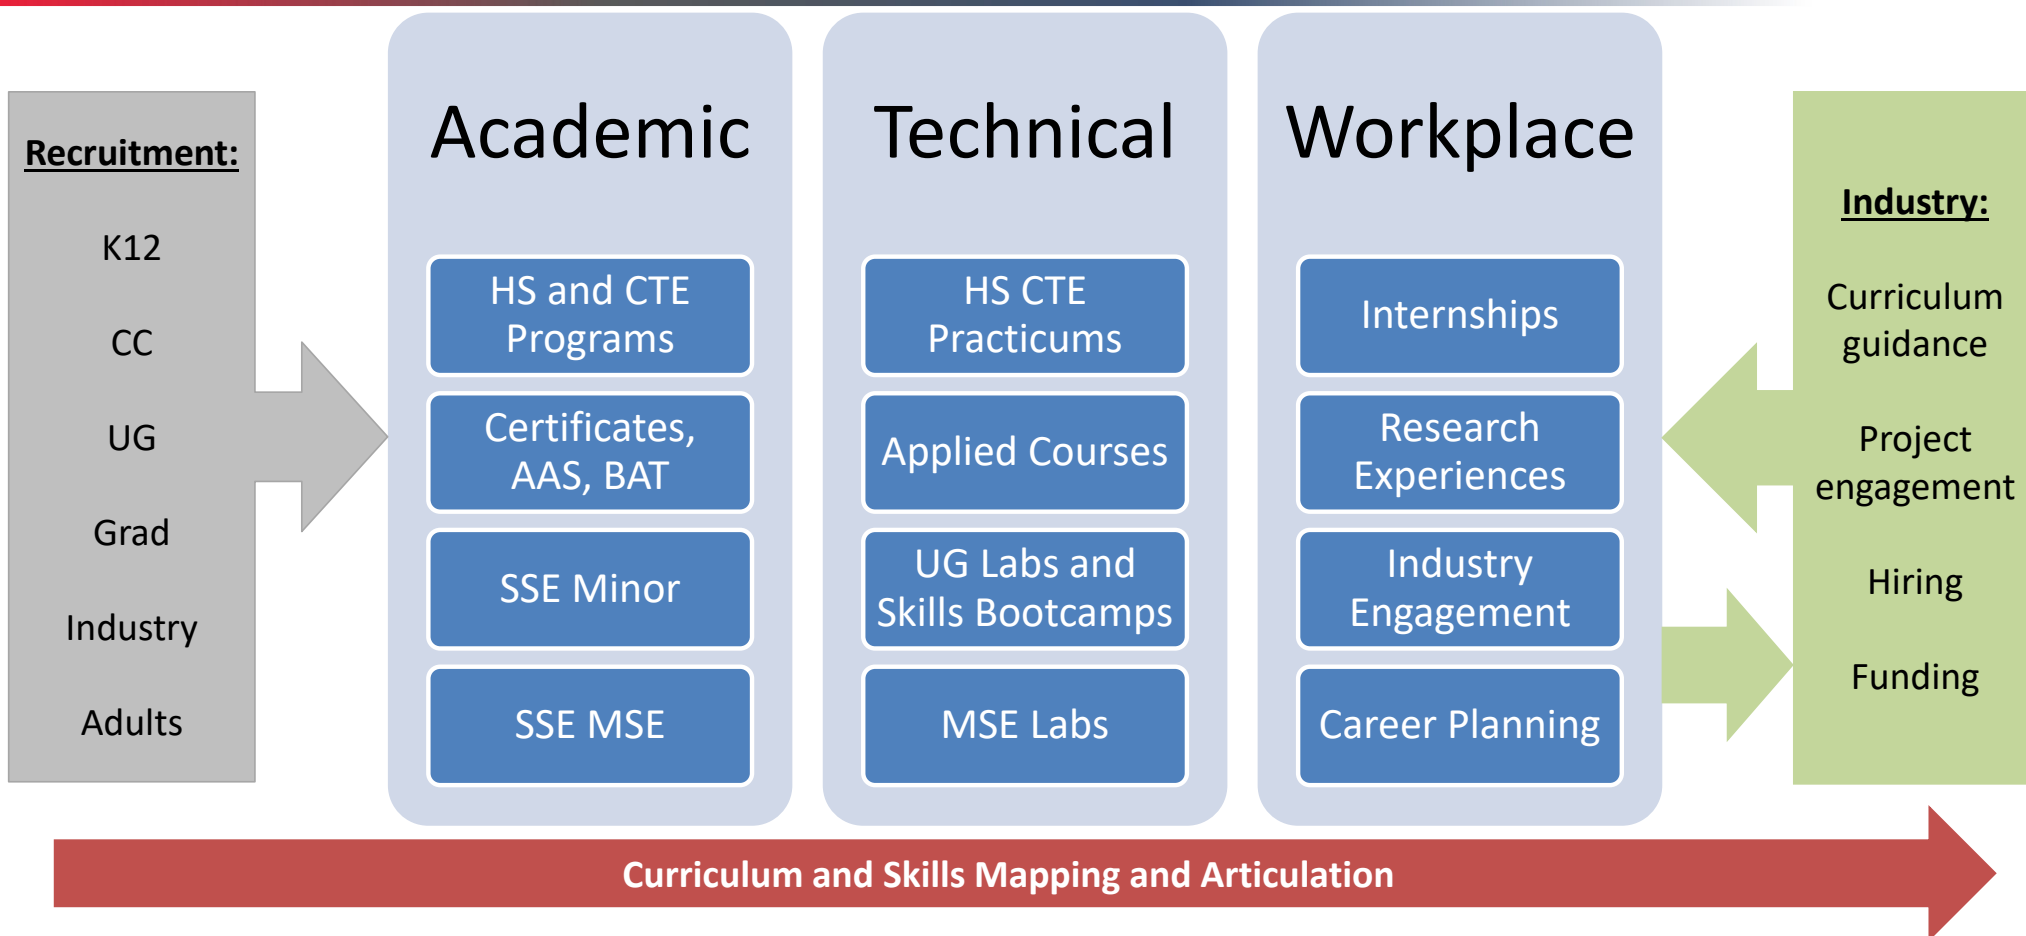 Recruitment:
K12
CC
UG
Grad
Industry
Adults
Academic
HS and CTE
Programs
Certificates,
AAS, BAT
SSE Minor
SSE MSE
Technical
HS CTE
Practicums
Applied Courses
UG Labs and
Skills Bootcamps
MSE Labs
Workplace
Internships
Research
Experiences
Industry
Engagement
Career Planning
Industry:
Curriculum
guidance
Project
engagement
Hiring
Funding
Curriculum and Skills Mapping and Articulation